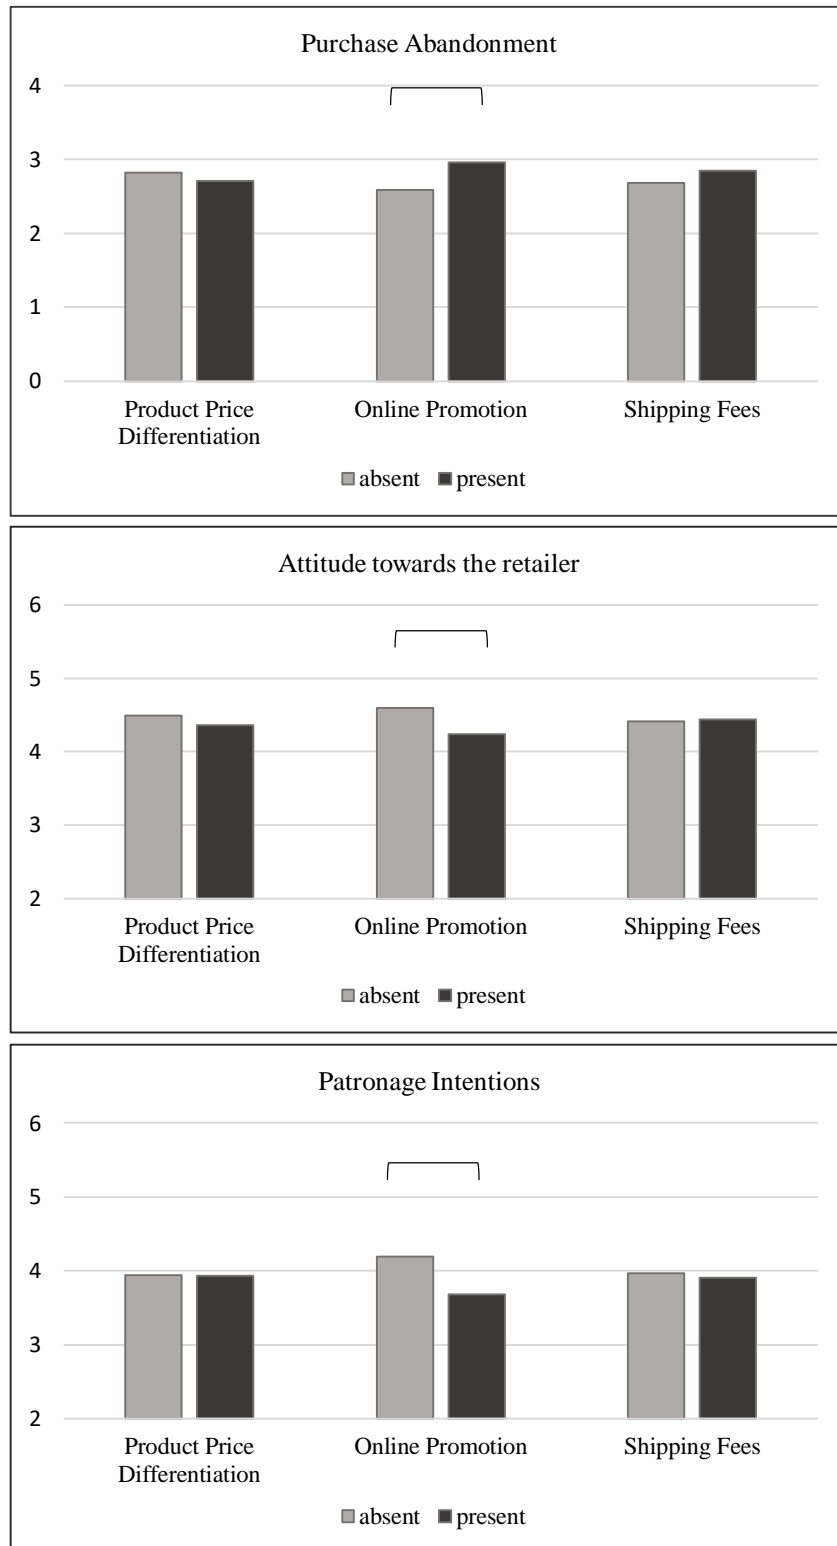 Purchase Abandonment
4
3
2
1
0
Product Price
Differentiation
Online Promotion
Shipping Fees
absent present
Attitude towards the retailer
6
5
4
3
2
Product Price
Differentiation
Online Promotion
Shipping Fees
absent present
Patronage Intentions
6
5
4
3
2
Product Price
Differentiation
Online Promotion
Shipping Fees
absent present